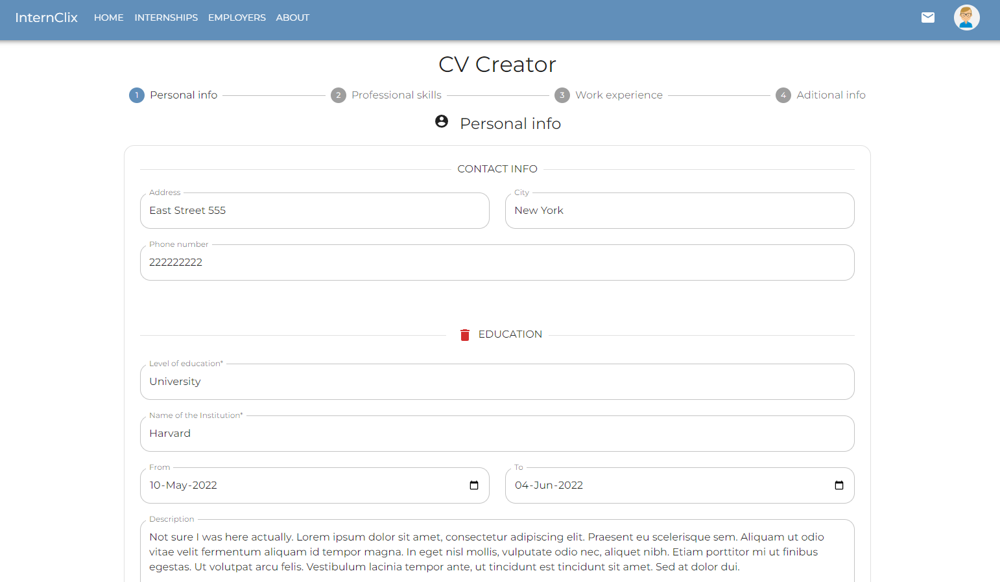 InternClix HOME INTERNSHIPS EMPLOYERS ABOUT
CV Creator
1 Personal info 2 Professional skills 3 Work experience 4 Aditional info
Personal info
CONTACT INFO
Address City
East Street 555 New York
Phone number
222222222
EDUCATION
Level of education*
University
Name of the Institution*
Harvard
From To
10-May-2022 04-Jun-2022
Description
Not sure I was here actually. Lorem ipsum dolor sit amet, consectetur adipiscing elit. Praesent eu scelerisque sem. Aliquam ut odio
vitae velit fermentum aliquam id tempor magna. In eget nisl mollis, vulputate odio nec, aliquet nibh. Etiam porttitor mi ut finibus
egestas. Ut volutpat arcu felis. Vestibulum lacinia tempor ante, ut tincidunt est tincidunt sit amet. Sed at dolor dui.